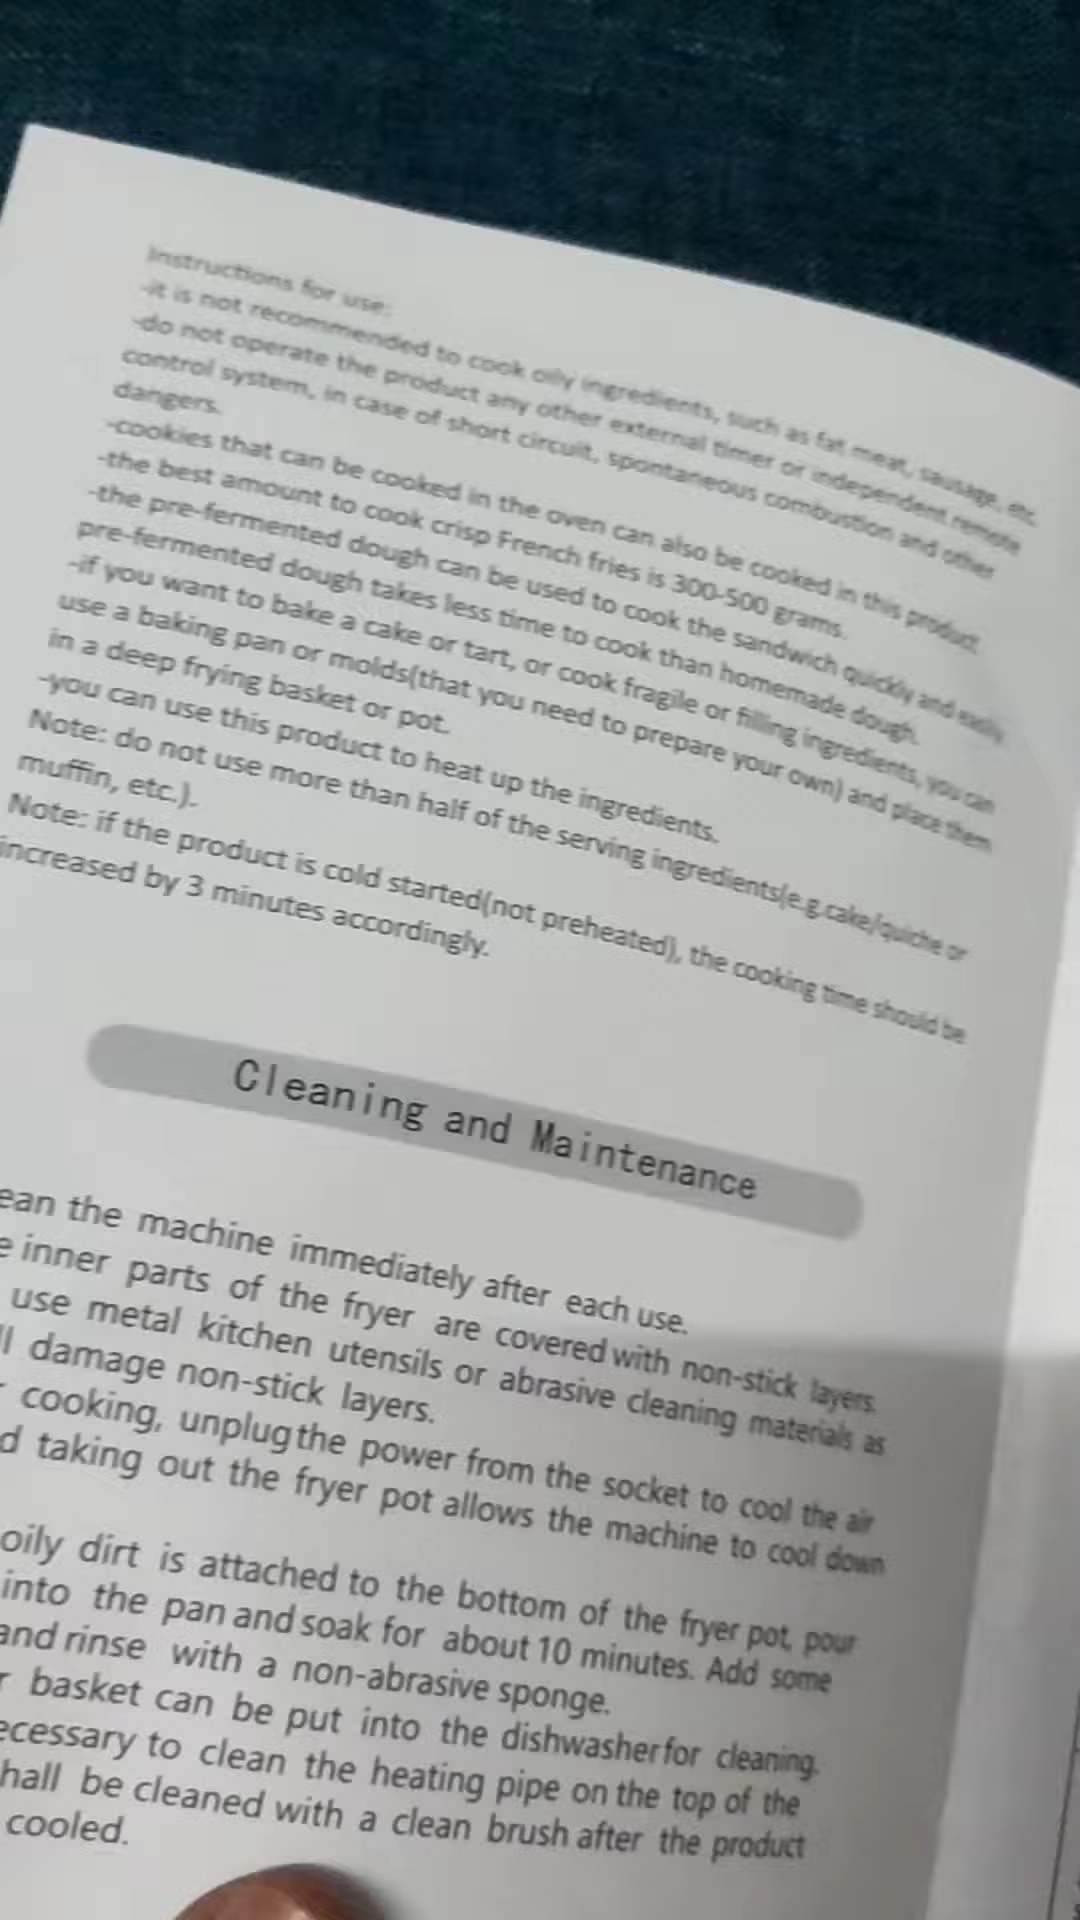 Instructions for use:
-it is not recommended to cook oily ingredients, such as fat meat, sausage, etc.
-do not operate the product any other external timer or independent remote
control system, in case of short circuit, spontaneous combustion and other
dangers.
-cookies that can be cooked in the oven can also be cooked in this product.
-the best amount to cook crisp French fries is 300-500 grams.
-the pre-fermented dough can be used to cook the sandwich quickly and easily
pre-fermented dough takes less time to cook than homemade dough.
-if you want to bake a cake or tart, or cook fragile or filling ingredients, you can
use a baking pan or molds(that you need to prepare your own) and place them
in a deep frying basket or pot.
-you can use this product to heat up the ingredients.
Note: do not use more than half of the serving ingredients(e.g.cake/quiche or
muffin, etc.).
Note: if the product is cold started(not preheated), the cooking time should be
increased by 3 minutes accordingly.
Cleaning and Maintenance
ean the machine immediately after each use.
e inner parts of the fryer are covered with non-stick layers.
use metal kitchen utensils or abrasive cleaning materials as
ll damage non-stick layers.
r cooking, unplug the power from the socket to cool the air
d taking out the fryer pot allows the machine to cool down
oily dirt is attached to the bottom of the fryer pot, pour
into the pan and soak for about 10 minutes. Add some
and rinse with a non-abrasive sponge.
r basket can be put into the dishwasher for cleaning.
ecessary to clean the heating pipe on the top of the
hall be cleaned with a clean brush after the product
cooled.